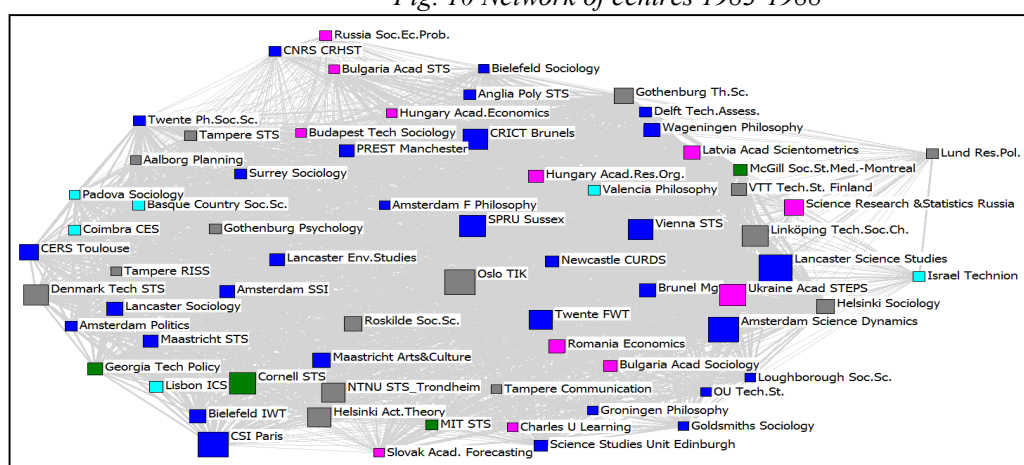 Fig. 10 Network of centres 1985-1988
Russia Soc.Ec.Prob.
CNRS CRHST
Bulgaria Acad STS
Bielefeld Sociology
Anglia Poly STS
Gothenburg Th.Sc.
Hungary Acad.Economics
Delft Tech.Assess.
Twente Ph.Soc.Sc.
Tampere STS
Budapest Tech Sociology
CRICT Brunels
Wageningen Philosophy
PREST Manchester
Latvia Acad Scientometrics
Lund Res.Pol.
Aalborg Planning
Surrey Sociology
Hungary Acad.Res.Org.
McGill Soc.St.Med.-Montreal
Padova Sociology
Valencia Philosophy
VTT Tech.St. Finland
Basque Country Soc.Sc.
Amsterdam F Philosophy
Science Research &Statistics Russia
Coimbra CES
Gothenburg Psychology
SPRU Sussex
Vienna STS
Linköping Tech.Soc.Ch.
CERS Toulouse
Lancaster Env.Studies
Newcastle CURDS
Lancaster Science Studies
Tampere RISS
Oslo TIK
Israel Technion
Denmark Tech STS
Amsterdam SSI
Brunel Mg
Ukraine Acad STEPS
Lancaster Sociology
Helsinki Sociology
Amsterdam Politics
Roskilde Soc.Sc.
Twente FWT
Amsterdam Science Dynamics
Maastricht STS
Romania Economics
Maastricht Arts&Culture
Bulgaria Acad Sociology
Georgia Tech Policy
Cornell STS
Loughborough Soc.Sc.
Lisbon ICS
NTNU STS_Trondheim
Tampere Communication
OU Tech.St.
Bielefeld IWT
Helsinki Act.Theory
Groningen Philosophy
MIT STS
Charles U Learning
Goldsmiths Sociology
CSI Paris
Science Studies Unit Edinburgh
Slovak Acad. Forecasting